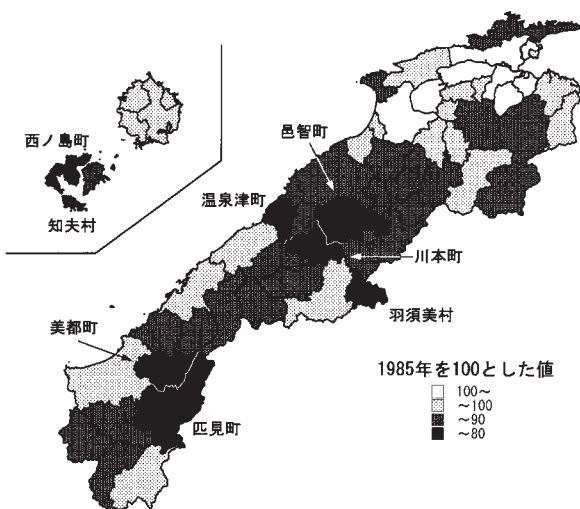 西ノ島町
知夫村
邑智町
温泉津町
川本町
羽須美村
美都町
匹見町
1985年を100とした値
100~
~100
~90
~80